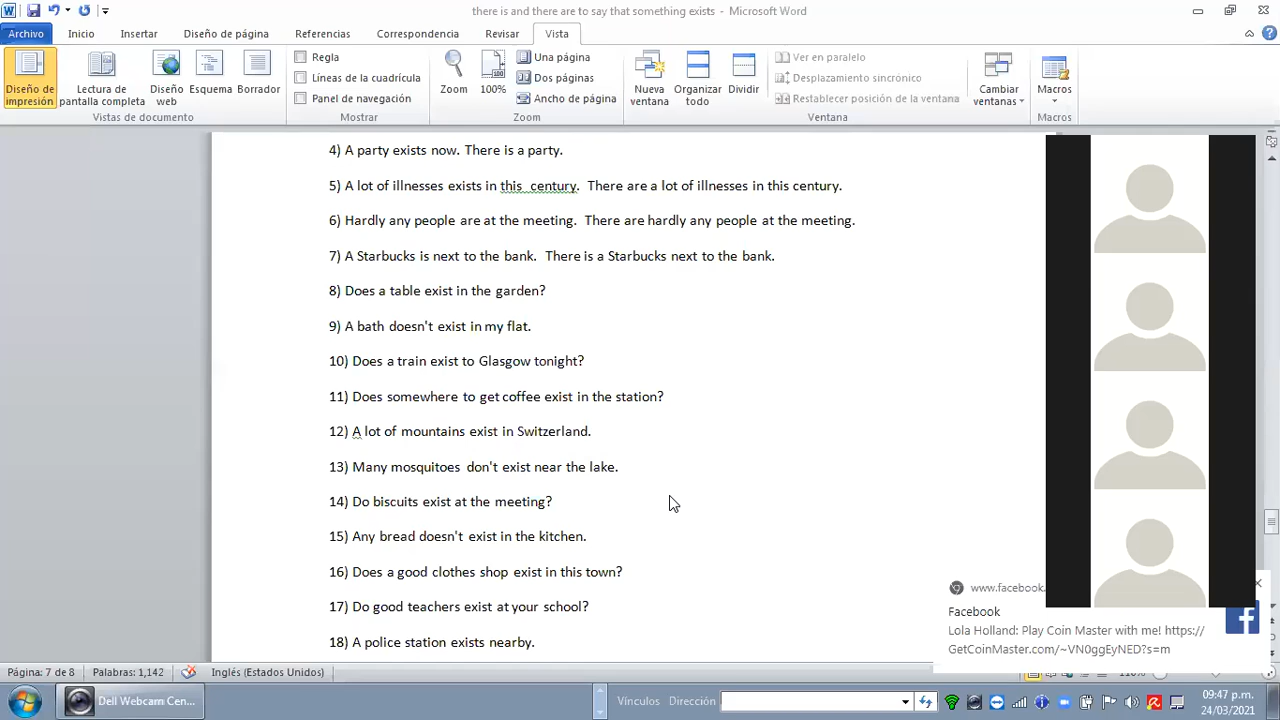 there is and there are to say that something exists - Microsoft Word
Archivo Inicio Insertar Diseño de página Referencias Correspondencia Revisar Vista
Diseño de impresión
Lectura de pantalla completa
Diseño web
Esquema
Borrador
Vistas de documento
Regla
Líneas de la cuadrícula
Panel de navegación
Mostrar
Zoom
100%
Una página
Dos páginas
Ancho de página
Zoom
Nueva ventana
Organizar todo
Dividir
Ver en paralelo
Desplazamiento sincrónico
Restablecer posición de la ventana
Ventana
Cambiar ventanas
Macros
Macros
4) A party exists now. There is a party.
5) A lot of illnesses exists in this century. There are a lot of illnesses in this century.
6) Hardly any people are at the meeting. There are hardly any people at the meeting.
7) A Starbucks is next to the bank. There is a Starbucks next to the bank.
8) Does a table exist in the garden?
9) A bath doesn't exist in my flat.
10) Does a train exist to Glasgow tonight?
11) Does somewhere to get coffee exist in the station?
12) A lot of mountains exist in Switzerland.
13) Many mosquitoes don't exist near the lake.
14) Do biscuits exist at the meeting?
15) Any bread doesn't exist in the kitchen.
16) Does a good clothes shop exist in this town?
17) Do good teachers exist at your school?
18) A police station exists nearby.
www.facebook.
Facebook
Lola Holland: Play Coin Master with me! https://
GetCoinMaster.com/~VN0ggEyNED?s=m
Página: 7 de 8 Palabras: 1,142 Inglés (Estados Unidos)
Dell Webcam Cen...
Vínculos Dirección
09:47 p.m.
24/03/2021